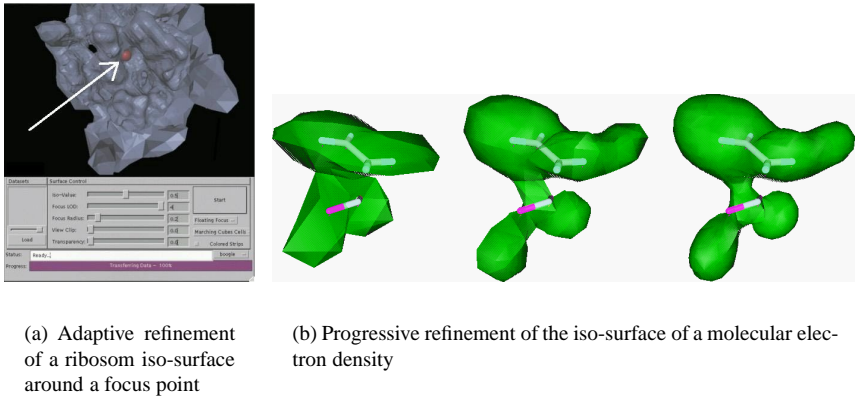 Datasets
Surface Control
Iso-Value:
Focus LOD:
Focus Radius:
View Clip:
Transparency:
Start
Floating Focus
Marching Cubes Cells
Colored Strips
Load
Status:
Ready..
Google
Progress:
Transferring Data -- 100%
(a) Adaptive refinement
of a ribosom iso-surface
around a focus point
(b) Progressive refinement of the iso-surface of a molecular elec-
tron density